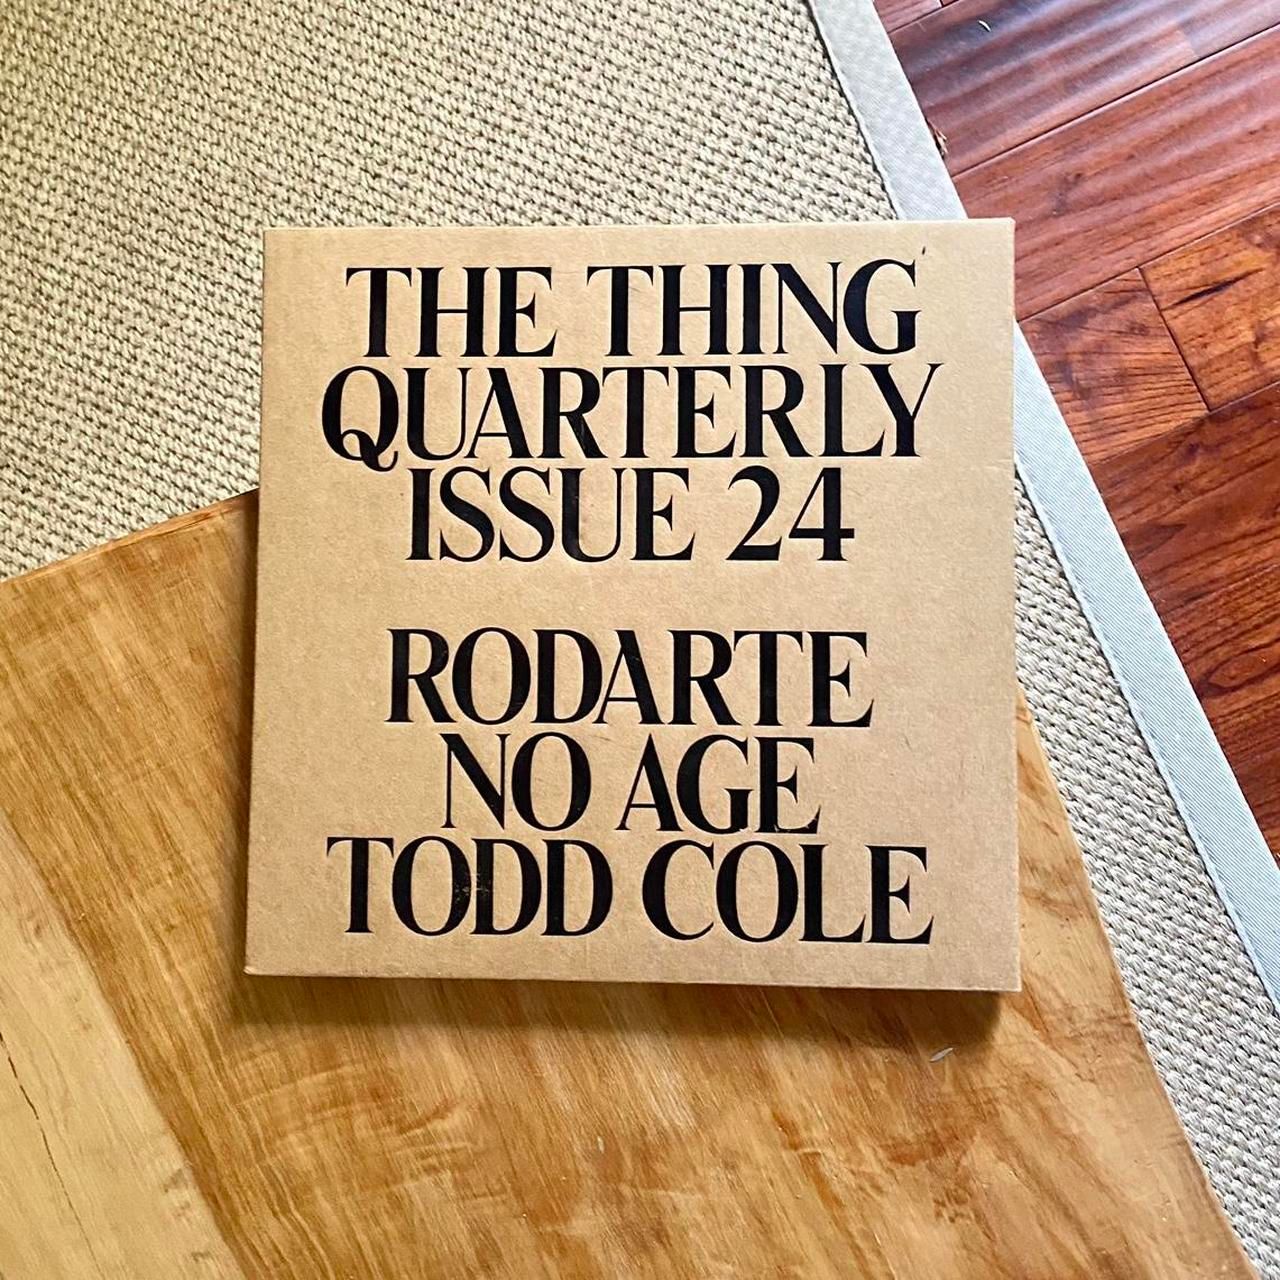 THE THING
QUARTERLY
ISSUE 24
RODARTE
NO AGE
TODD COLE